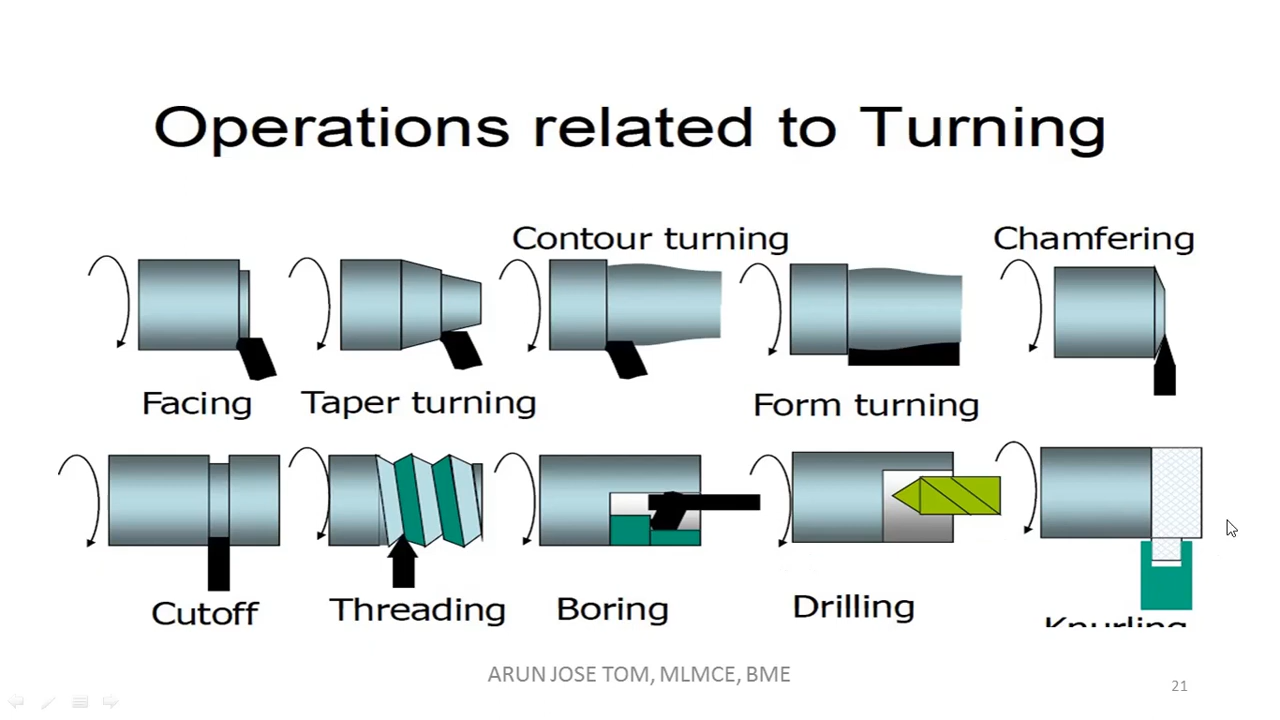 Operations related to Turning
Contour turning
Chamfering
Facing
Taper turning
Form turning
Cutoff
Threading
Boring
Drilling
Knurling
ARUN JOSE TOM, MLMCE, BME
21